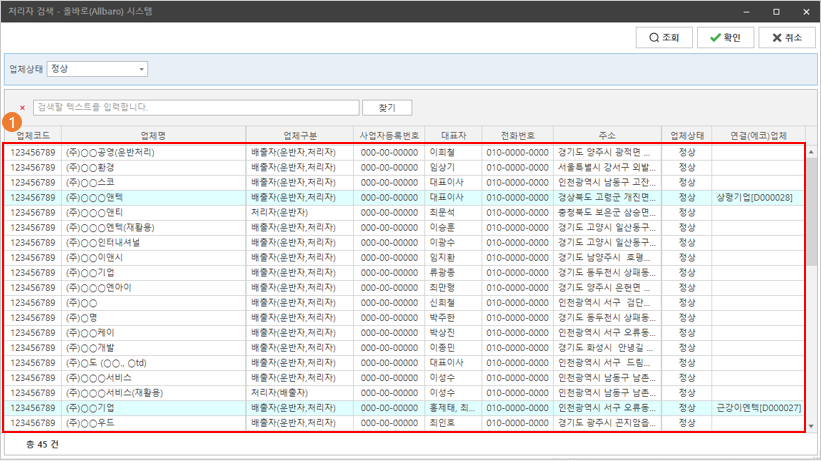 처리자 검색 - 올바로(Allbaro) 시스템
조회 확인 취소
업체상태 정상
검색할 텍스트를 입력합니다. 찾기
1
업체코드 업체명 업체구분 사업자등록번호 대표자 전화번호 주소 업체상태 연결(에코)업체
123456789 (주)○○공영(운반처리) 배출자(운반자,처리자) 000-00-00000 이희철 010-0000-0000 경기도 양주시 광적면 ... 정상
123456789 (주)○○환경 배출자(운반자,처리자) 000-00-00000 임상기 010-0000-0000 서울특별시 강서구 외발... 정상
123456789 (주)○○스코 배출자(운반자,처리자) 000-00-00000 대표이사 010-0000-0000 인천광역시 남동구 고잔... 정상
123456789 (주)○○○앤텍 배출자(운반자,처리자) 000-00-00000 대표이사 010-0000-0000 경상북도 고령군 개진면... 정상 상형기업[D000028]
123456789 (주)○○○앤티 처리자(운반자) 000-00-00000 최문석 010-0000-0000 충청북도 보은군 삼승면... 정상
123456789 (주)○○○엔텍(재활용) 배출자(운반자,처리자) 000-00-00000 이승훈 010-0000-0000 경기도 고양시 일산동구... 정상
123456789 (주)○○인터내셔널 배출자(운반자,처리자) 000-00-00000 이광수 010-0000-0000 경기도 고양시 일산동구... 정상
123456789 (주)○○이앤시 배출자(운반자,처리자) 000-00-00000 임지환 010-0000-0000 경기도 남양주시 호평... 정상
123456789 (주)○○기업 배출자(운반자,처리자) 000-00-00000 류광종 010-0000-0000 경기도 동두천시 상패동... 정상
123456789 (주)○○○엔아이 배출자(운반자,처리자) 000-00-00000 최만형 010-0000-0000 경기도 양주시 은현면 ... 정상
123456789 (주)○○ 배출자(운반자,처리자) 000-00-00000 신희철 010-0000-0000 인천광역시 서구 검단... 정상
123456789 (주)○명 배출자(운반자,처리자) 000-00-00000 박주한 010-0000-0000 경기도 동두천시 상패동... 정상
123456789 (주)○○케이 배출자(운반자,처리자) 000-00-00000 박상진 010-0000-0000 인천광역시 서구 오류동... 정상
123456789 (주)○○개발 배출자(운반자,처리자) 000-00-00000 이종민 010-0000-0000 경기도 화성시 안녕길 ... 정상
123456789 (주)○도 (○○., ○td) 배출자(운반자,처리자) 000-00-00000 대표이사 010-0000-0000 인천광역시 서구 드림... 정상
123456789 (주)○○○서비스 배출자(운반자,처리자) 000-00-00000 이성수 010-0000-0000 인천광역시 남동구 남촌... 정상
123456789 (주)○○○서비스(재활용) 처리자(배출자) 000-00-00000 이성수 010-0000-0000 인천광역시 남동구 남촌... 정상
123456789 (주)○○기업 배출자(운반자,처리자) 000-00-00000 홍제태, 최... 010-0000-0000 인천광역시 서구 오류동... 정상 근강이엔텍[D000027]
123456789 (주)○○우드 배출자(운반자,처리자) 000-00-00000 최인호 010-0000-0000 경기도 광주시 곤지암읍... 정상
총 45 건